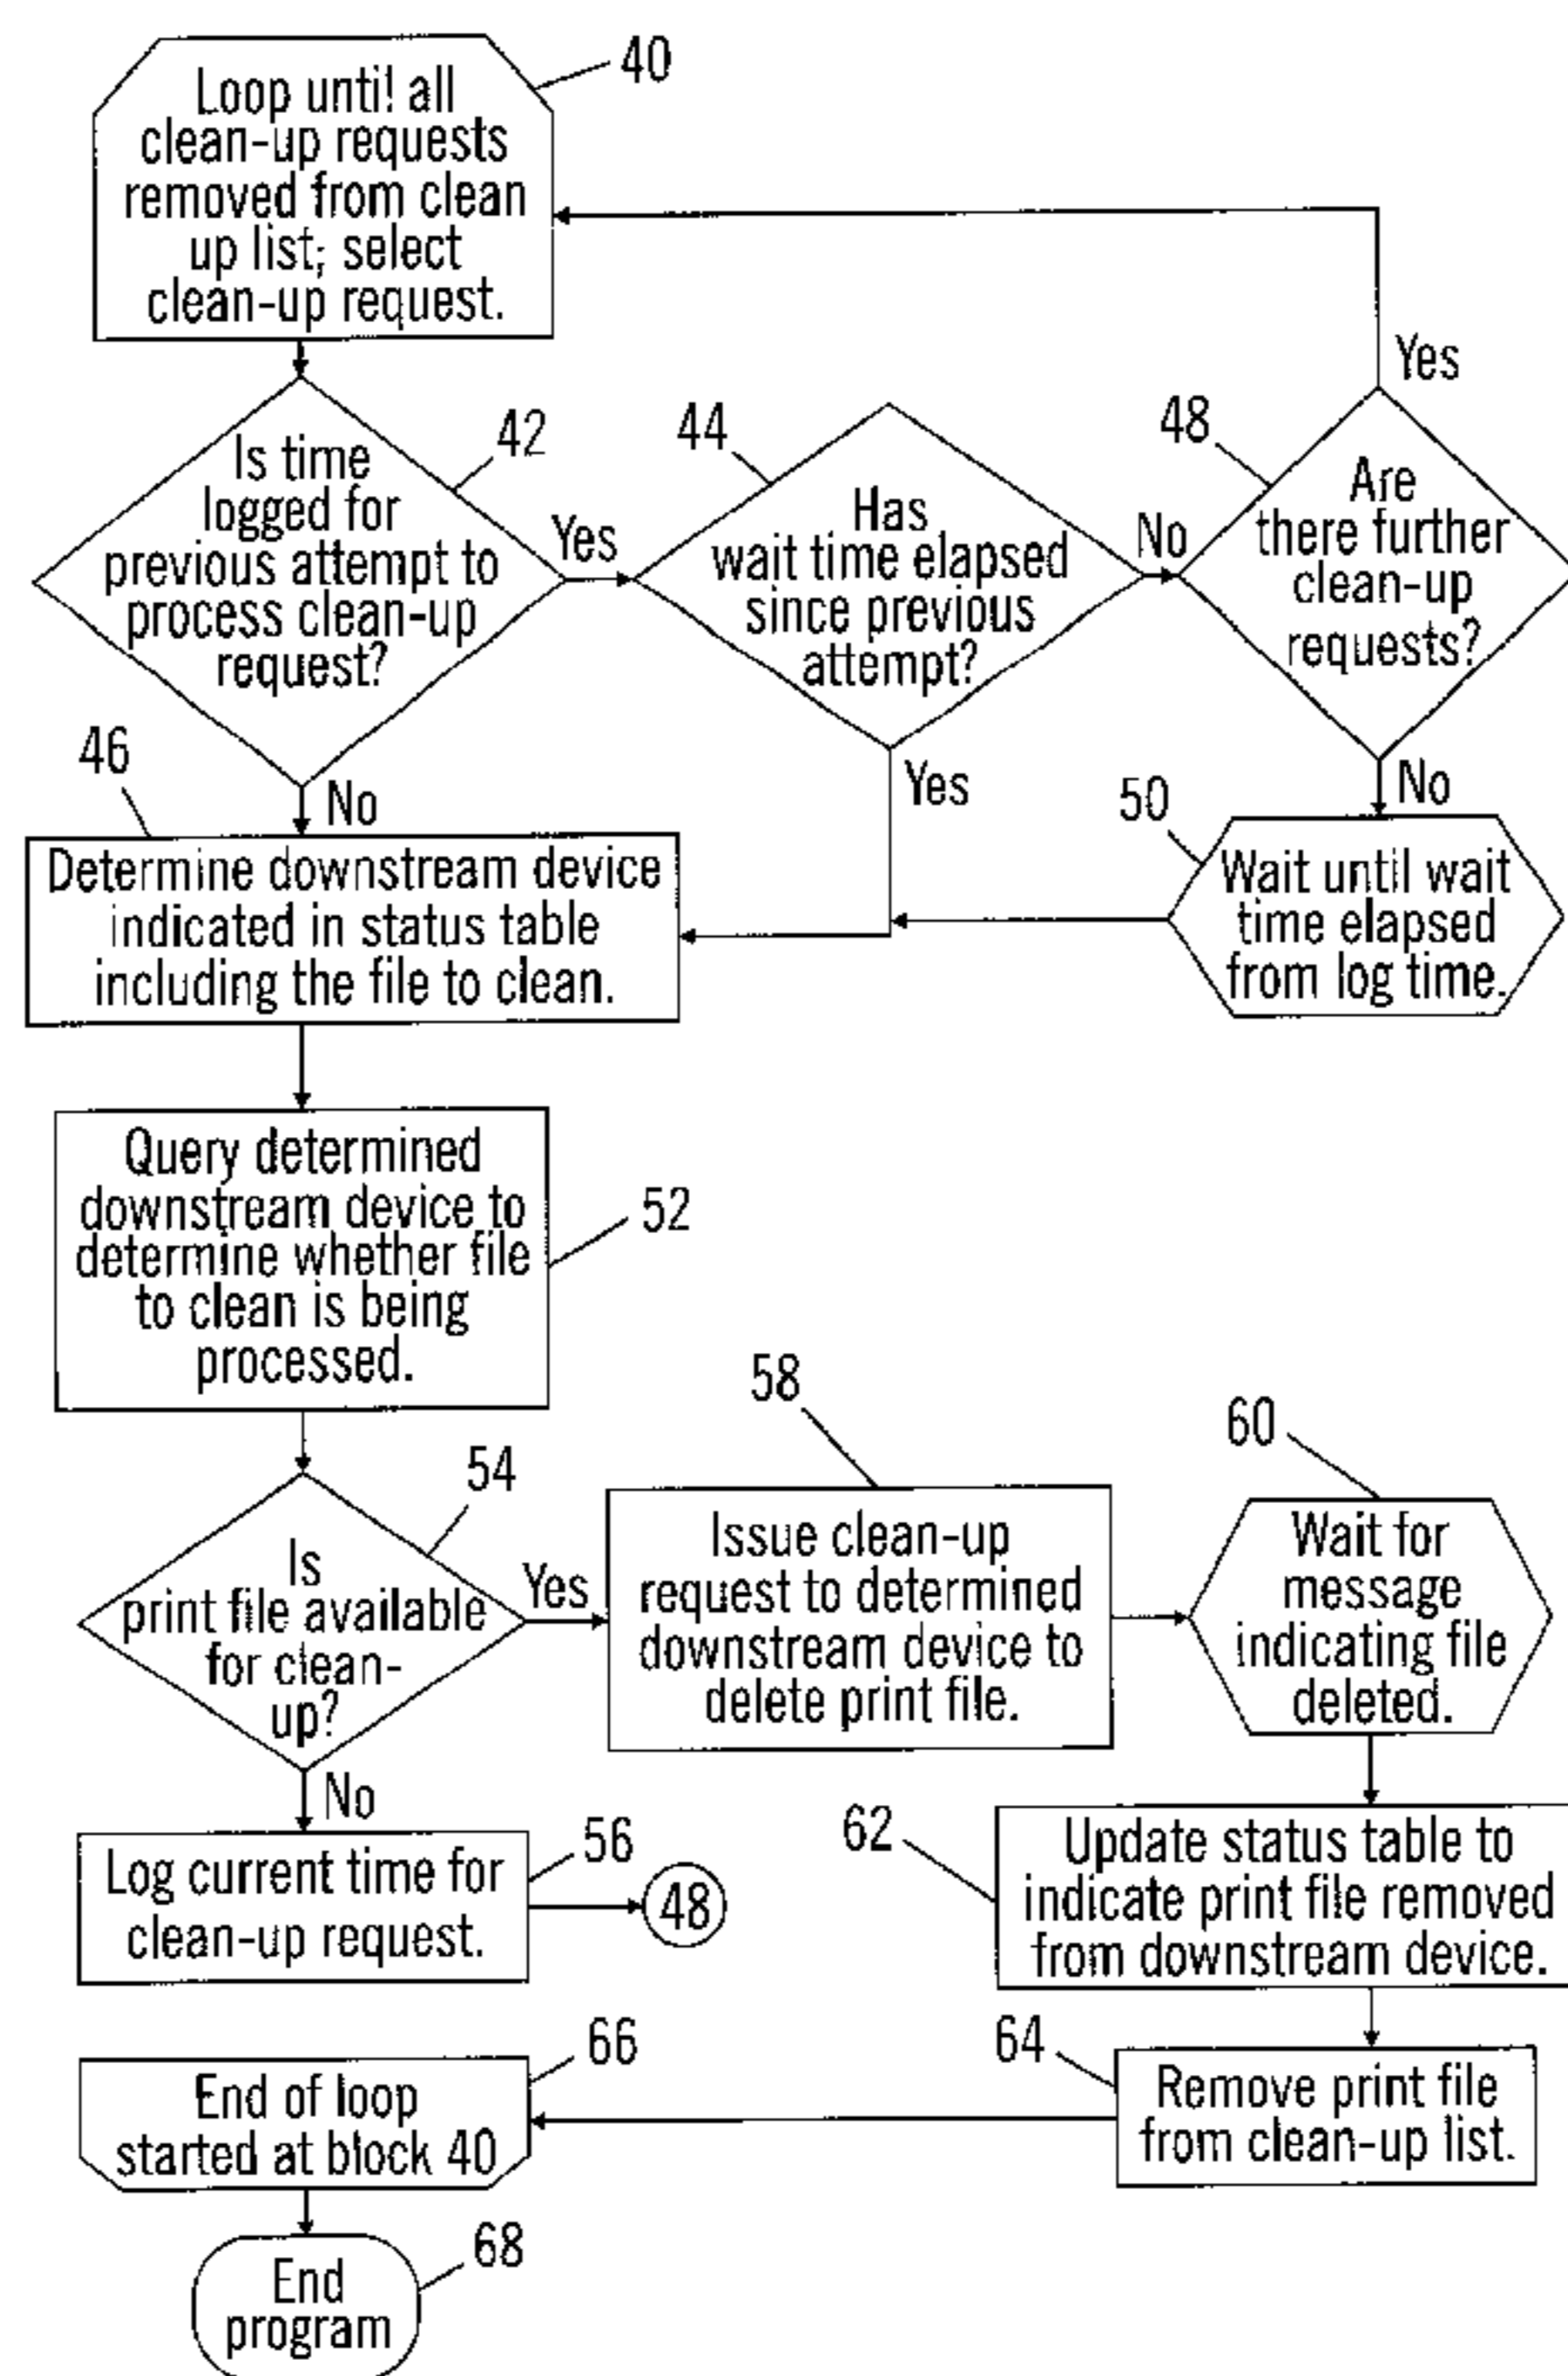 40
Loop until all
clean-up requests
removed from clean
up list; select
clean-up request.
Yes
42
Is time
logged for
previous attempt to
process clean-up
request?
Yes
44
Has
wait time elapsed
since previous
attempt?
No
48
Are
there further
clean-up
requests?
46
No
Yes
No
50
Determine downstream device
indicated in status table
including the file to clean.
Wait until wait
time elapsed
from log time.
Query determined
downstream device to
determine whether file
to clean is being
processed.
52
54
Is
print file available
for clean-
up?
Yes
58
Issue clean-up
request to determined
downstream device to
delete print file.
60
Wait for
message
indicating file
deleted.
No
56
Log current time for
clean-up request.
48
62
Update status table to
indicate print file removed
from downstream device.
64
Remove print file
from clean-up list.
66
End of loop
started at block 40
68
End
program